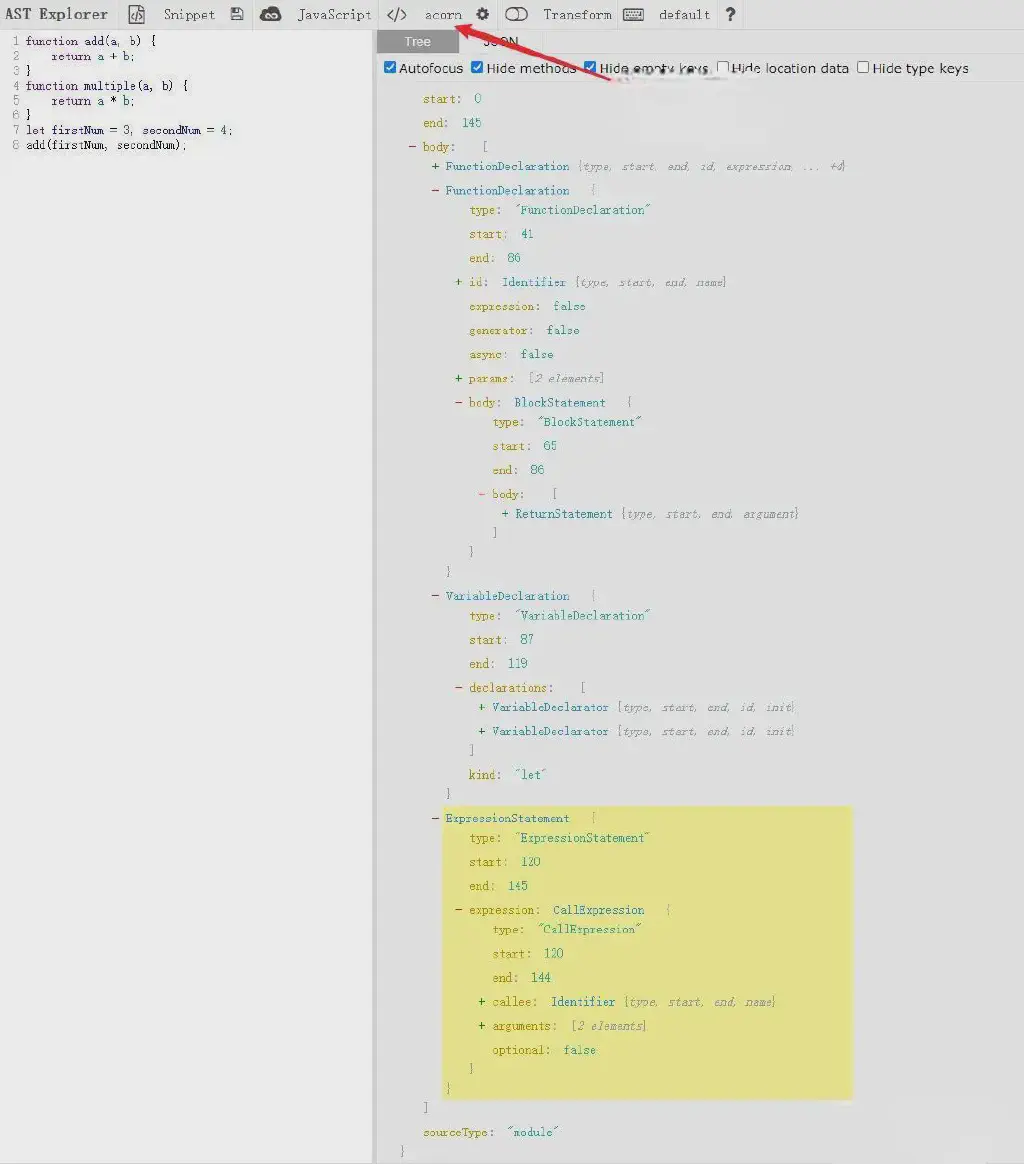 AST Explorer Snippet JavaScript </> acorn Transform default ?
1 function add(a, b) {
2 return a + b;
3 }
4 function multiple(a, b) {
5 return a * b;
6 }
7 let firstNum = 3, secondNum = 4;
8 add(firstNum, secondNum);
Tree JSON
Autofocus Hide methods Hide empty keys Hide location data Hide type keys
start: 0
end: 145
- body: [
+ FunctionDeclaration {type, start, end, id, expression, ... +4}
- FunctionDeclaration {
type: "FunctionDeclaration"
start: 41
end: 86
+ id: Identifier {type, start, end, name}
expression: false
generator: false
async: false
+ params: [2 elements]
- body: BlockStatement {
type: "BlockStatement"
start: 65
end: 86
- body: [
+ ReturnStatement {type, start, end, argument}
]
}
}
- VariableDeclaration {
type: "VariableDeclaration"
start: 87
end: 119
- declarations: [
+ VariableDeclarator {type, start, end, id, init}
+ VariableDeclarator {type, start, end, id, init}
]
kind: "let"
}
- ExpressionStatement {
type: "ExpressionStatement"
start: 120
end: 145
- expression: CallExpression {
type: "CallExpression"
start: 120
end: 144
+ callee: Identifier {type, start, end, name}
+ arguments: [2 elements]
optional: false
}
}
]
sourceType: "module"
}